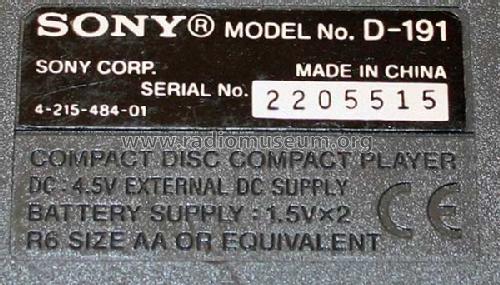 SONY® MODEL No. D-191
SONY CORP. MADE IN CHINA
SERIAL No. 2205515
4-215-484-01
www.radiomuseum.org
COMPACT DISC COMPACT PLAYER
DC: 4.5V EXTERNAL DC SUPPLY
BATTERY SUPPLY: 1.5V×2 CE
R6 SIZE AA OR EQUIVALENT